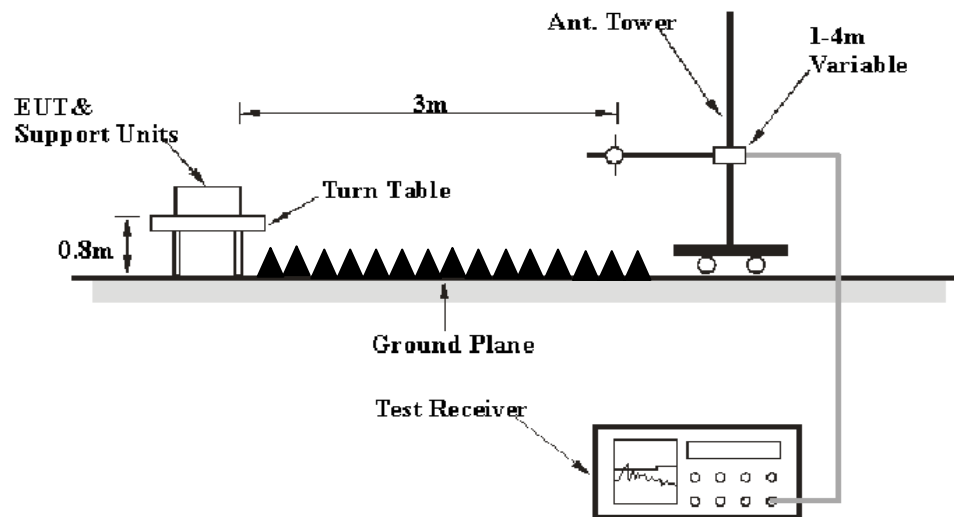 Ant. Tower
1-4m
Variable
3m
EUT&
Support Units
Turn Table
0.8m
Ground Plane
Test Receiver